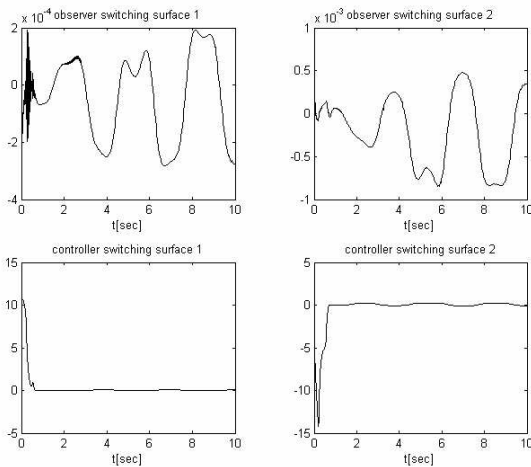 x 10⁻⁴ observer switching surface 1
2
0
-2
-4
0 2 4 6 8 10
t[sec]
x 10⁻³ observer switching surface 2
1
0.5
0
-0.5
-1
0 2 4 6 8 10
t[sec]
controller switching surface 1
15
10
5
0
-5
0 2 4 6 8 10
t[sec]
controller switching surface 2
5
0
-5
-10
-15
0 2 4 6 8 10
t[sec]